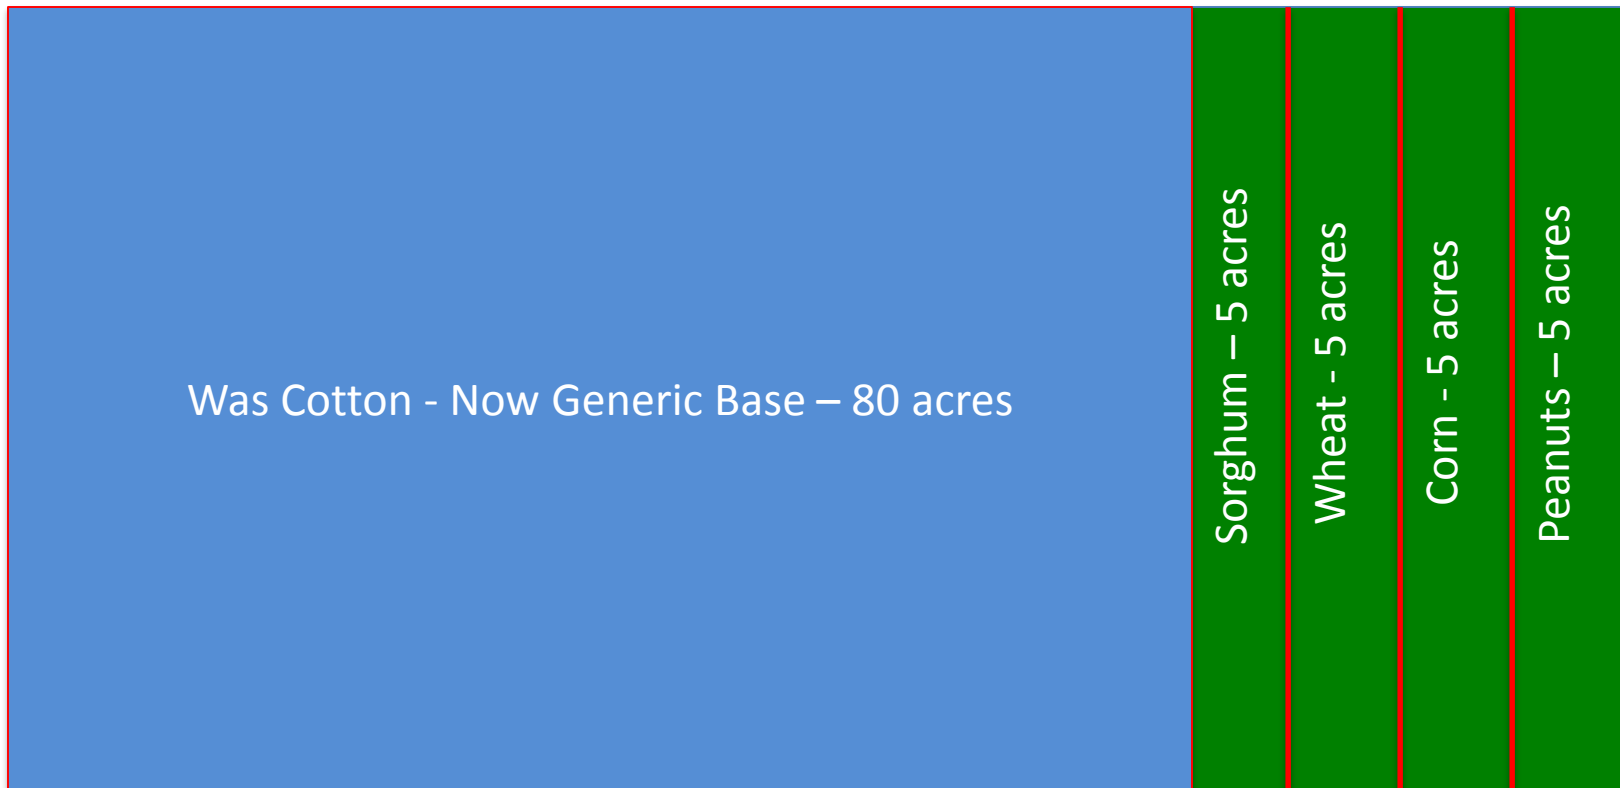 Was Cotton - Now Generic Base – 80 acres
Sorghum – 5 acres
Wheat - 5 acres
Corn - 5 acres
Peanuts – 5 acres